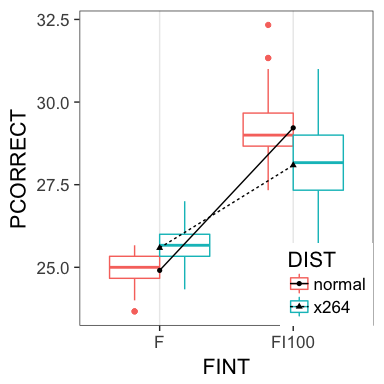 32.5
30.0
27.5
25.0
PCORRECT
F
FI100
FINT
DIST
normal
x264